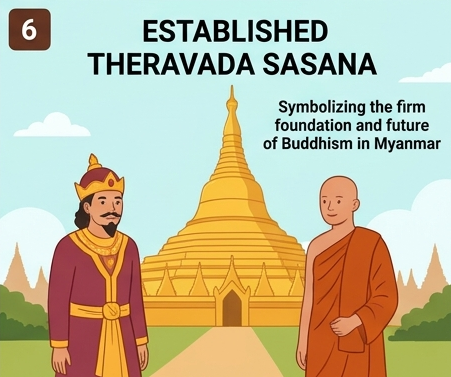 6
ESTABLISHED
THERAVADA SASANA
Symbolizing the firm
foundation and future
of Buddhism in Myanmar